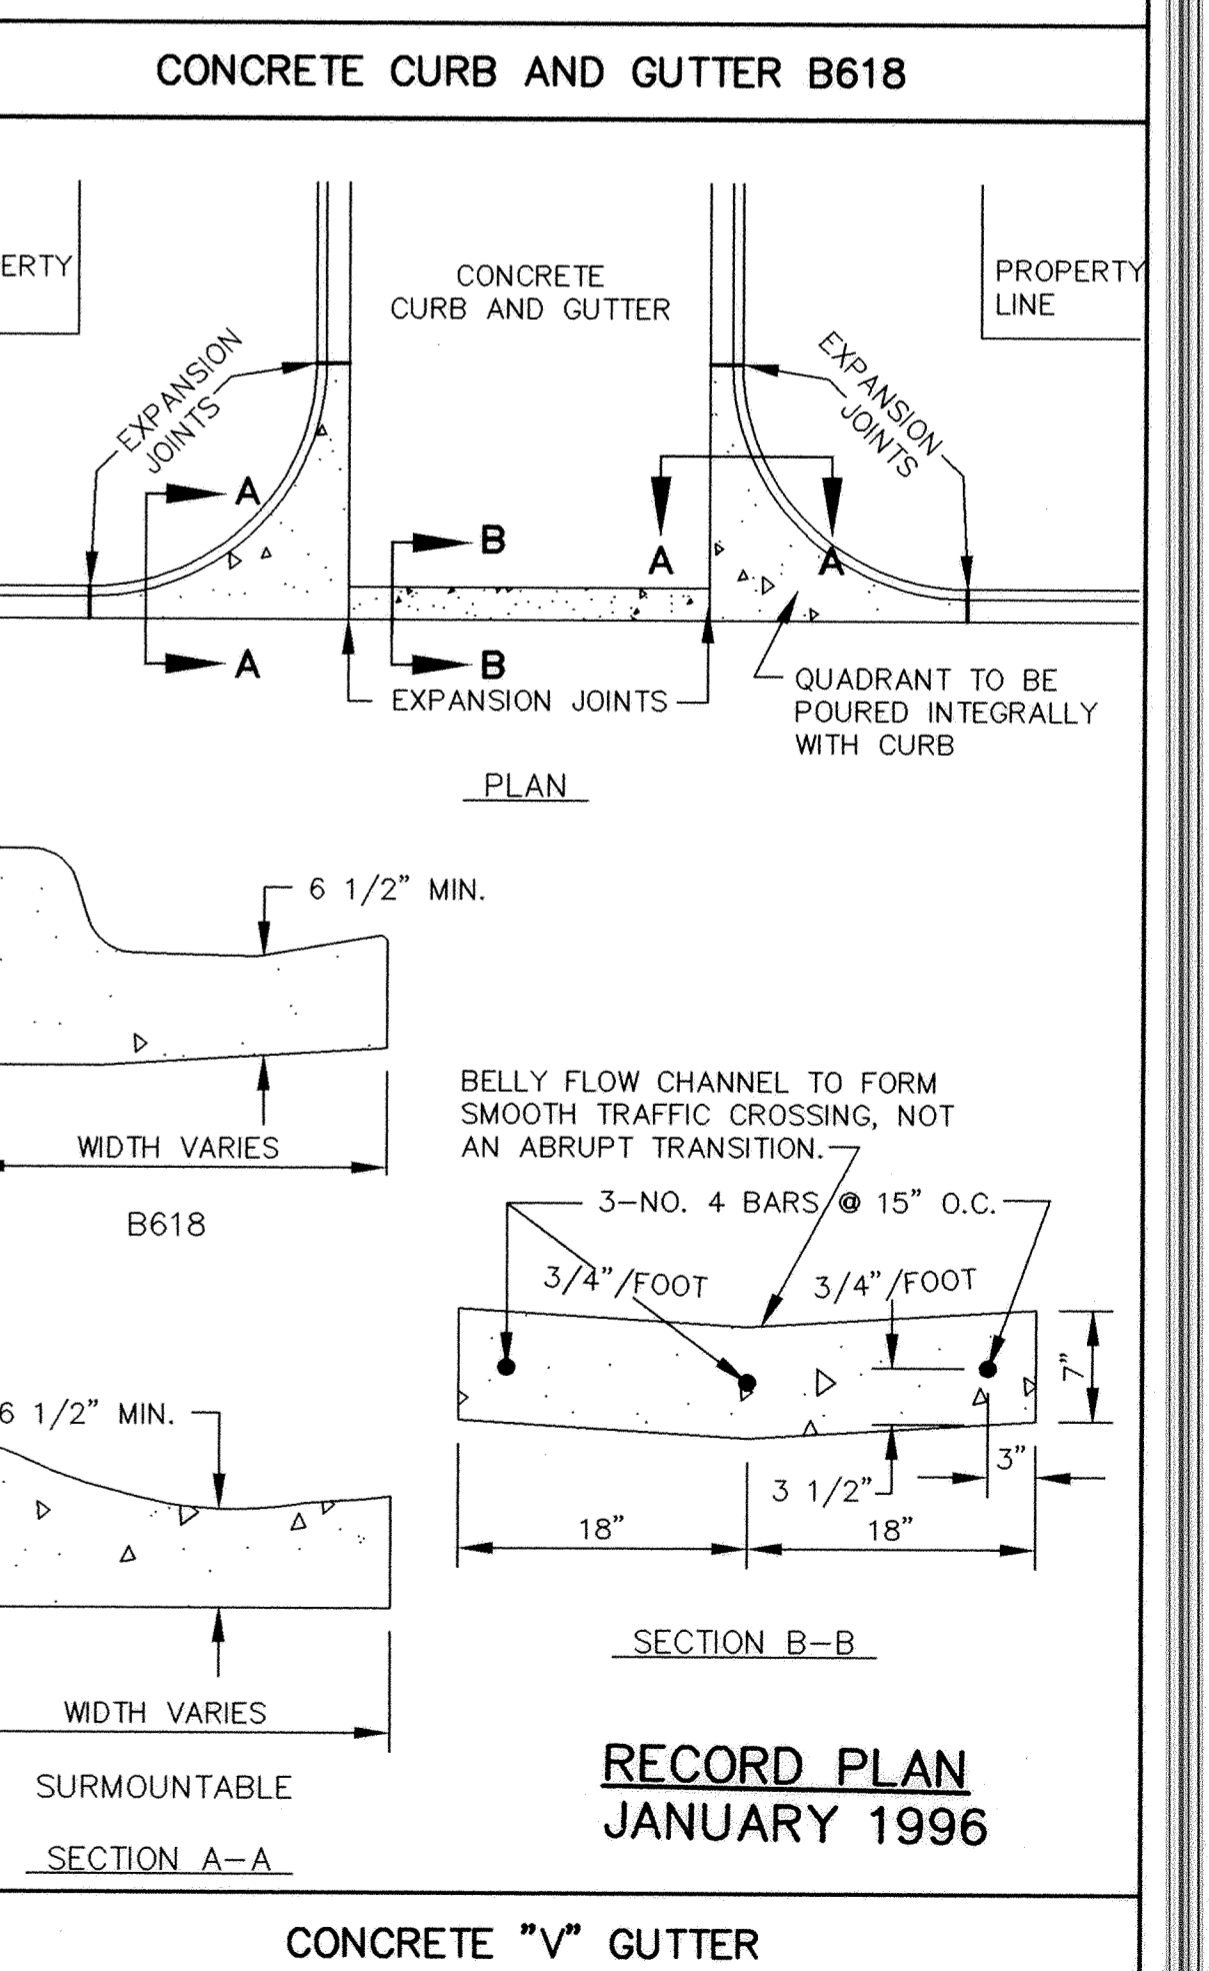 CONCRETE CURB AND GUTTER B618
ERTY
CONCRETE
CURB AND GUTTER
PROPERTY
LINE
EXPANSION
JOINTS
EXPANSION
JOINTS
A
B
A
A
A
B
EXPANSION JOINTS
QUADRANT TO BE
POURED INTEGRALLY
WITH CURB
PLAN
6 1/2" MIN.
WIDTH VARIES
B618
BELLY FLOW CHANNEL TO FORM
SMOOTH TRAFFIC CROSSING, NOT
AN ABRUPT TRANSITION.
3-NO. 4 BARS @ 15" O.C.
3/4"/FOOT
3/4"/FOOT
7"
3"
3 1/2"
18"
18"
SECTION B-B
6 1/2" MIN.
WIDTH VARIES
SURMOUNTABLE
SECTION A-A
RECORD PLAN
JANUARY 1996
CONCRETE "V" GUTTER